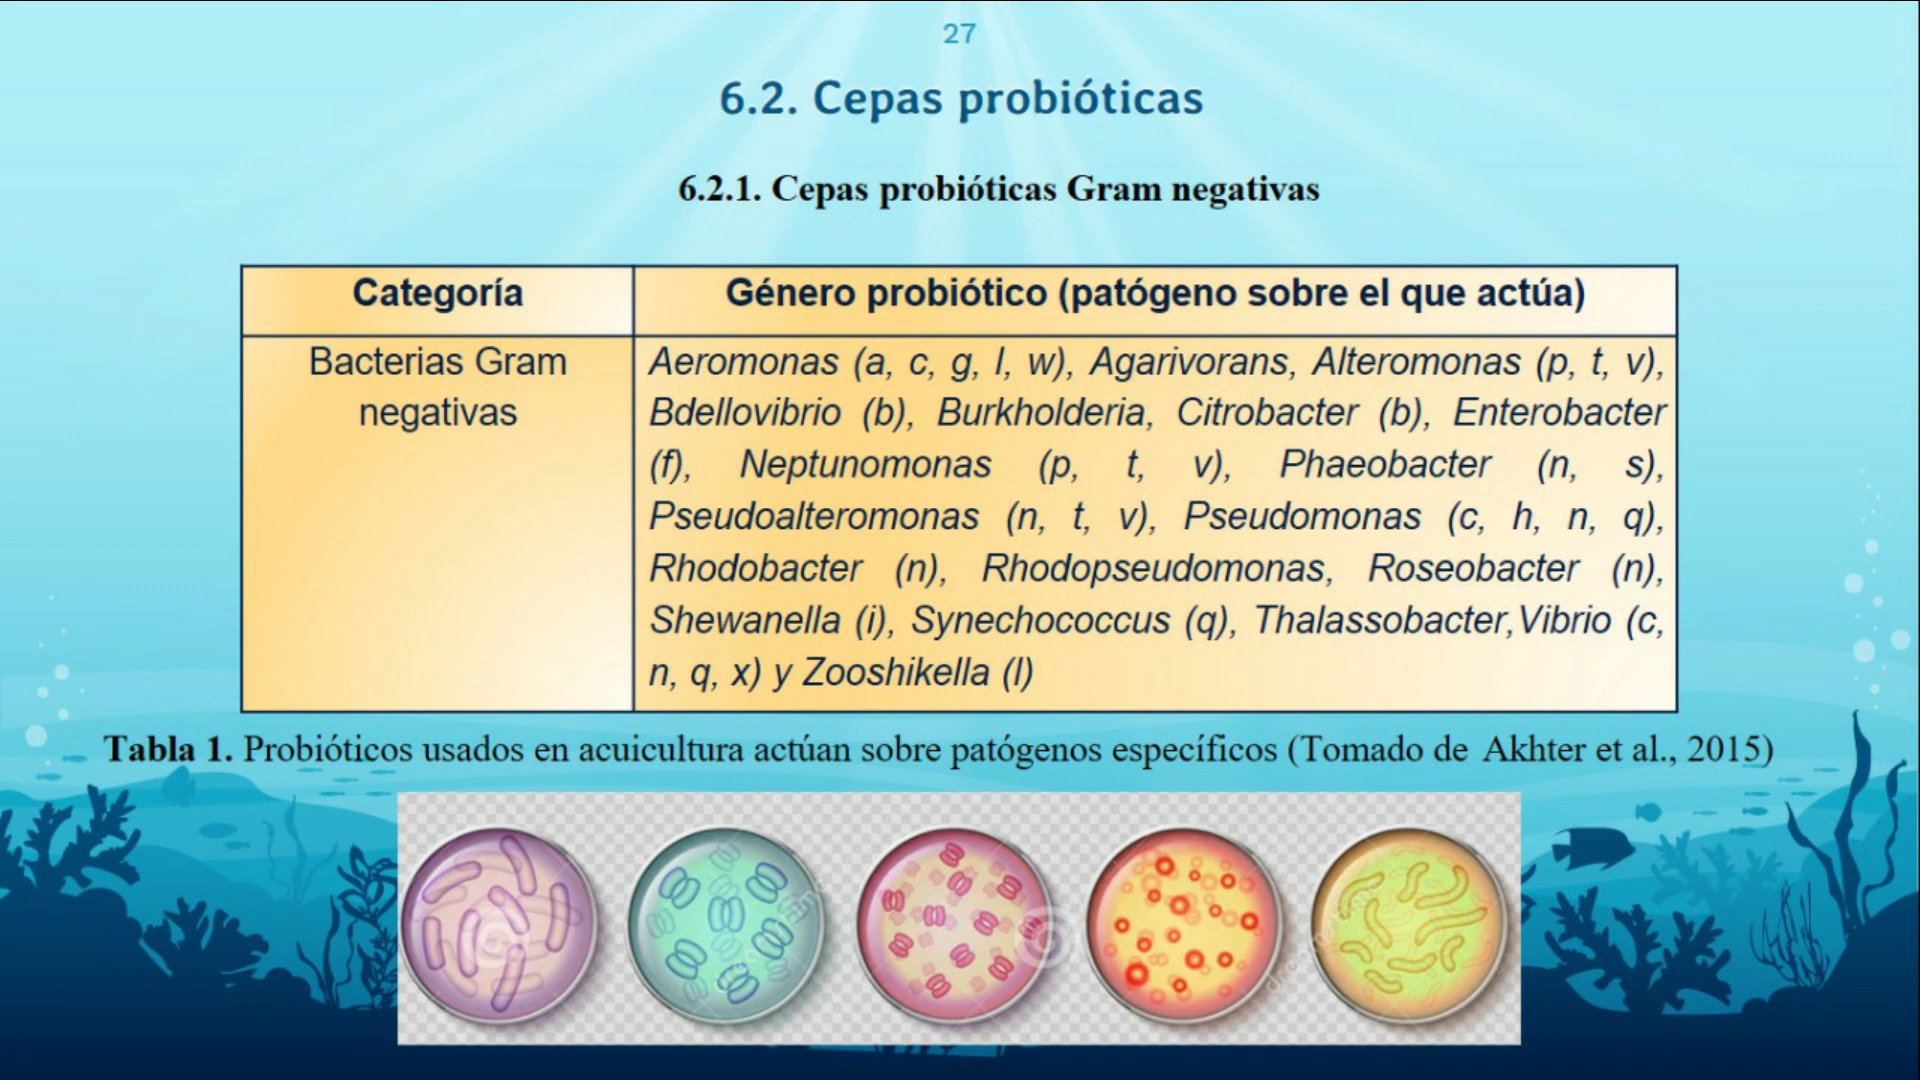 27
6.2. Cepas probióticas
6.2.1. Cepas probióticas Gram negativas
Categoría
Género probiótico (patógeno sobre el que actúa)
Bacterias Gram
negativas
Aeromonas (a, c, g, l, w), Agarivorans, Alteromonas (p, t, v),
Bdellovibrio (b), Burkholderia, Citrobacter (b), Enterobacter
(f), Neptunomonas (p, t, v), Phaeobacter (n, s),
Pseudoalteromonas (n, t, v), Pseudomonas (c, h, n, q),
Rhodobacter (n), Rhodopseudomonas, Roseobacter (n),
Shewanella (i), Synechococcus (q), Thalassobacter,Vibrio (c,
n, q, x) y Zooshikella (l)
Tabla 1. Probióticos usados en acuicultura actúan sobre patógenos específicos (Tomado de Akhter et al., 2015)